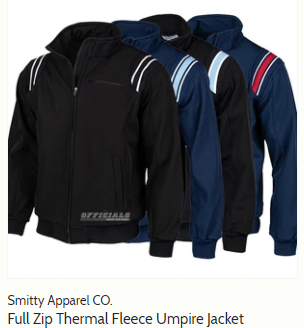 OFFICIALS
Smitty Apparel CO.
Full Zip Thermal Fleece Umpire Jacket